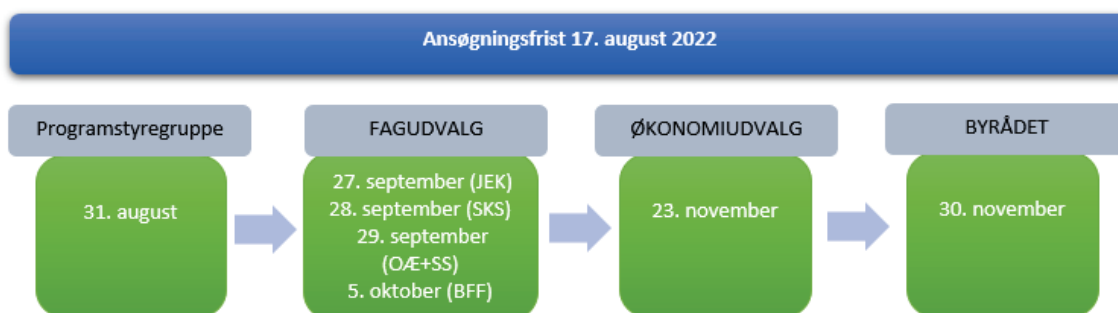 Ansøgningsfrist 17. august 2022
Programstyregruppe
31. august
FAGUDVALG
27. september (JEK)
28. september (SKS)
29. september
(OÆ+SS)
5. oktober (BFF)
ØKONOMIUDVALG
23. november
BYRÅDET
30. november